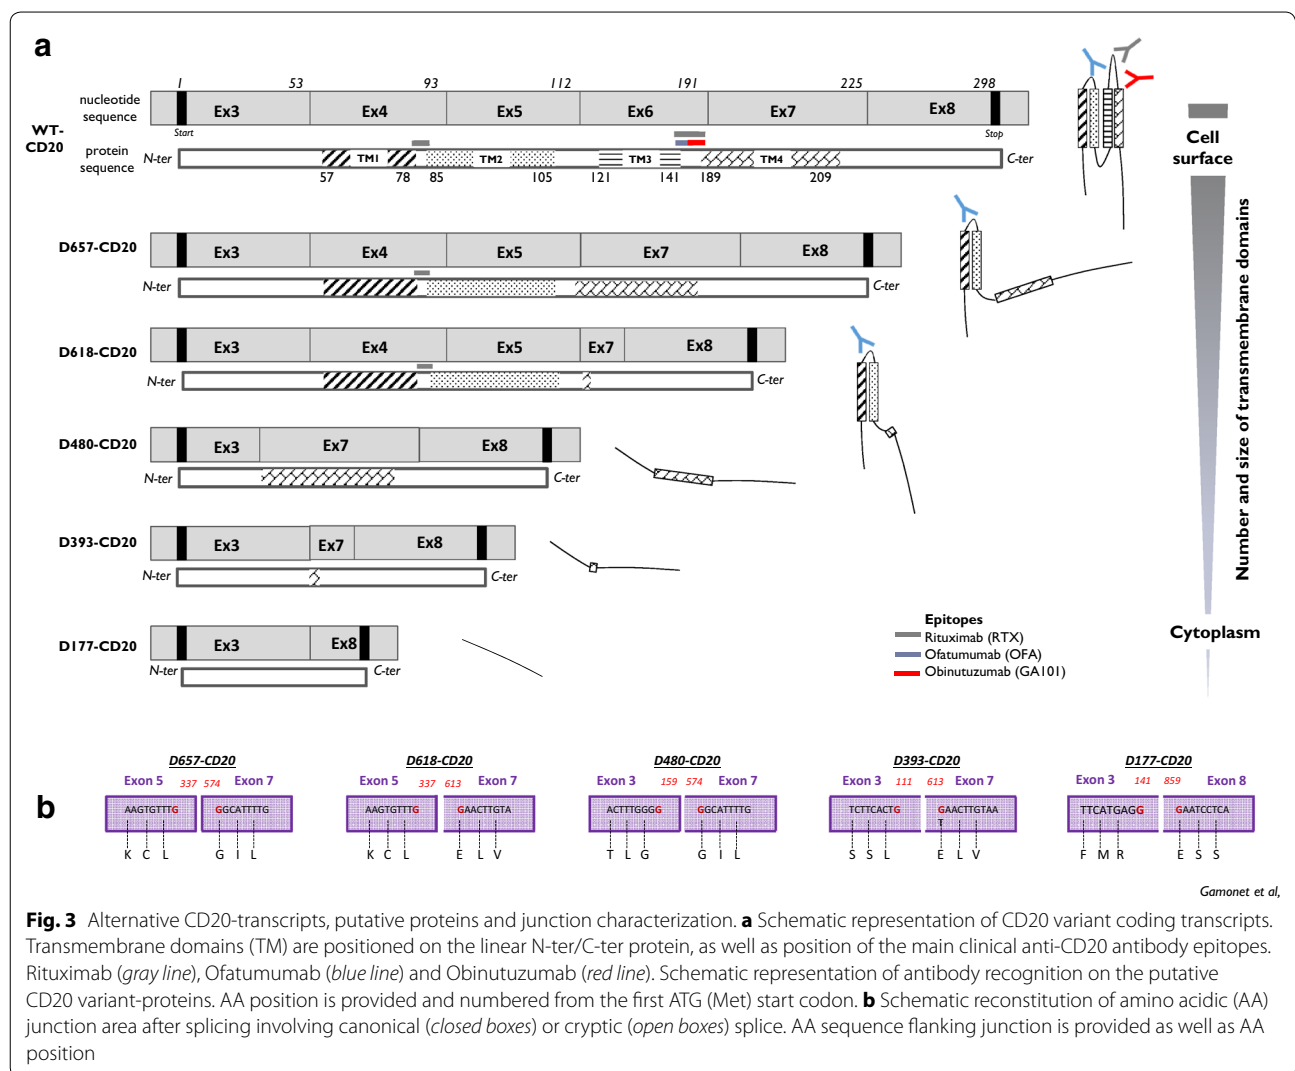 a
1 53 93 112 191 225 298
nucleotide sequence Ex3 Ex4 Ex5 Ex6 Ex7 Ex8
Start Stop
WT-CD20
protein sequence N-ter TM1 TM2 TM3 TM4 C-ter
57 78 85 105 121 141 189 209
Cell surface
D657-CD20 Ex3 Ex4 Ex5 Ex7 Ex8
N-ter C-ter
D618-CD20 Ex3 Ex4 Ex5 Ex7 Ex8
N-ter C-ter
D480-CD20 Ex3 Ex7 Ex8
N-ter C-ter
D393-CD20 Ex3 Ex7 Ex8
N-ter C-ter
D177-CD20 Ex3 Ex8
N-ter C-ter
Number and size of transmembrane domains
Cytoplasm
Epitopes
Rituximab (RTX)
Ofatumumab (OFA)
Obinutuzumab (GA101)
b
D657-CD20
Exon 5 337 574 Exon 7
AAGTGTTTG GGCATTTTG
K C L G I L
D618-CD20
Exon 5 337 613 Exon 7
AAGTGTTTG GAACTTGTA
K C L E L V
D480-CD20
Exon 3 159 574 Exon 7
ACTTTGGGG GGCATTTTG
T L G G I L
D393-CD20
Exon 3 111 613 Exon 7
TCTTCACTG GAACTTGTAA
T
S S L E L V
D177-CD20
Exon 3 141 859 Exon 8
TTCATGAGG GAATCCTCA
F M R E S S
Gamonet et al,
Fig. 3 Alternative CD20-transcripts, putative proteins and junction characterization. a Schematic representation of CD20 variant coding transcripts.
Transmembrane domains (TM) are positioned on the linear N-ter/C-ter protein, as well as position of the main clinical anti-CD20 antibody epitopes.
Rituximab (gray line), Ofatumumab (blue line) and Obinutuzumab (red line). Schematic representation of antibody recognition on the putative
CD20 variant-proteins. AA position is provided and numbered from the first ATG (Met) start codon. b Schematic reconstitution of amino acidic (AA)
junction area after splicing involving canonical (closed boxes) or cryptic (open boxes) splice. AA sequence flanking junction is provided as well as AA
position